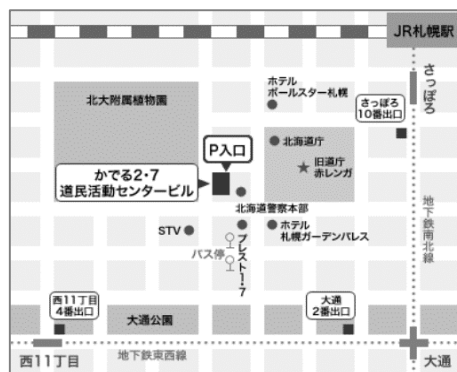 JR札幌駅
さっぽろ
ホテル
ポールスター札幌
さっぽろ
10番出口
北大附属植物園
北海道庁
P入口
旧道庁
赤レンガ
かでる2・7
道民活動センタービル
北海道警察本部
地下鉄南北線
STV
ホテル
札幌ガーデンパレス
プレスト1・7
バス停
西11丁目
4番出口
大通
2番出口
大通公園
地下鉄東西線
西11丁目
大通